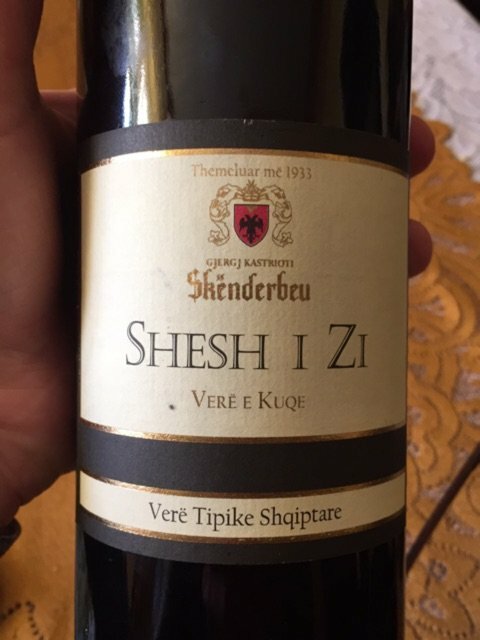 Themeluar më 1933
GJERGJ KASTRIOTI
Skënderbeu
SHESH I ZI
VERË E KUQE
Verë Tipike Shqiptare